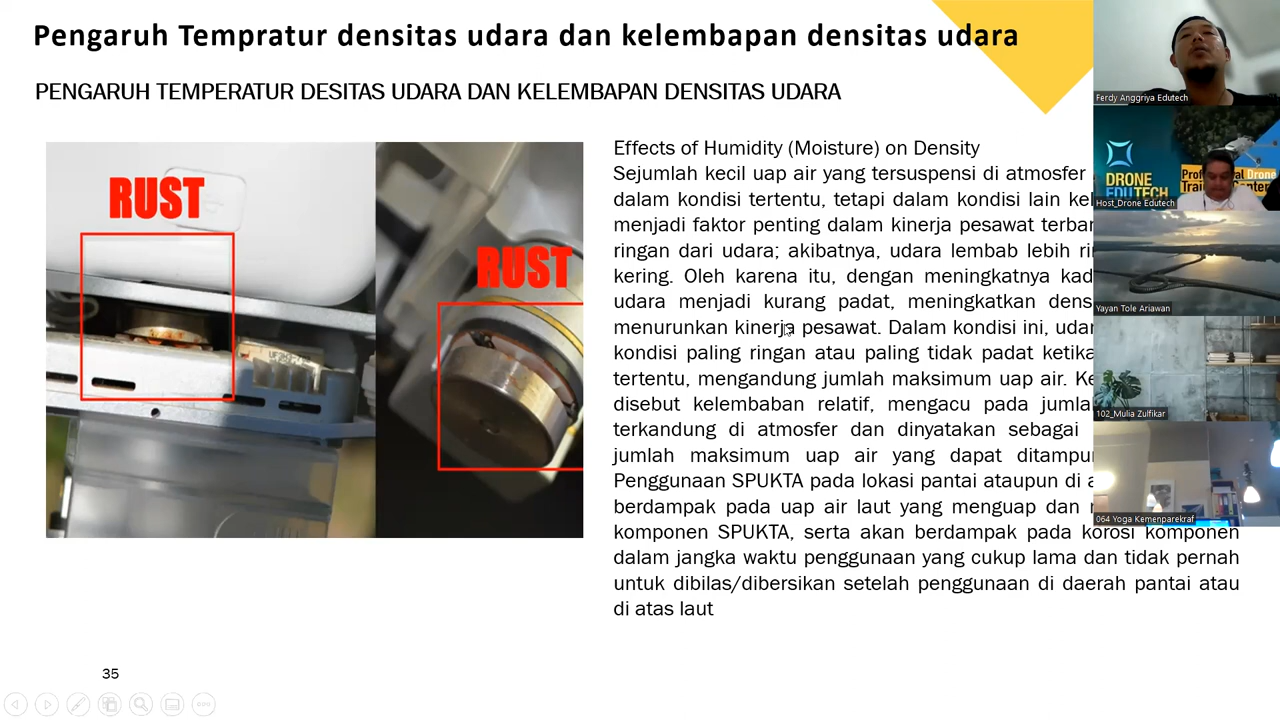 Pengaruh Tempratur densitas udara dan kelembapan densitas udara
PENGARUH TEMPERATUR DESITAS UDARA DAN KELEMBAPAN DENSITAS UDARA
RUST
RUST
Effects of Humidity (Moisture) on Density
Sejumlah kecil uap air yang tersuspensi di atmosfer
dalam kondisi tertentu, tetapi dalam kondisi lain
menjadi faktor penting dalam kinerja pesawat
ringan dari udara; akibatnya, udara lembab lebih
kering. Oleh karena itu, dengan meningkatnya
udara menjadi kurang padat, meningkatkan
menurunkan kinerja pesawat. Dalam kondisi ini,
kondisi paling ringan atau paling tidak padat
tertentu, mengandung jumlah maksimum uap air.
disebut kelembaban relatif, mengacu pada
terkandung di atmosfer dan dinyatakan sebagai
jumlah maksimum uap air yang dapat
Penggunaan SPUKTA pada lokasi pantai ataupun di
berdampak pada uap air laut yang menguap dan
komponen SPUKTA, serta akan berdampak pada korosi komponen
dalam jangka waktu penggunaan yang cukup lama dan tidak pernah
untuk dibilas/dibersikan setelah penggunaan di daerah pantai atau
di atas laut
35
Ferdy Anggriya Edutech
DRONE
EDUTECH
Host_Drone Edutech
Yayan Tole Ariawan
102_Mulia Zulfikar
064 Yoga Kemenparekraf